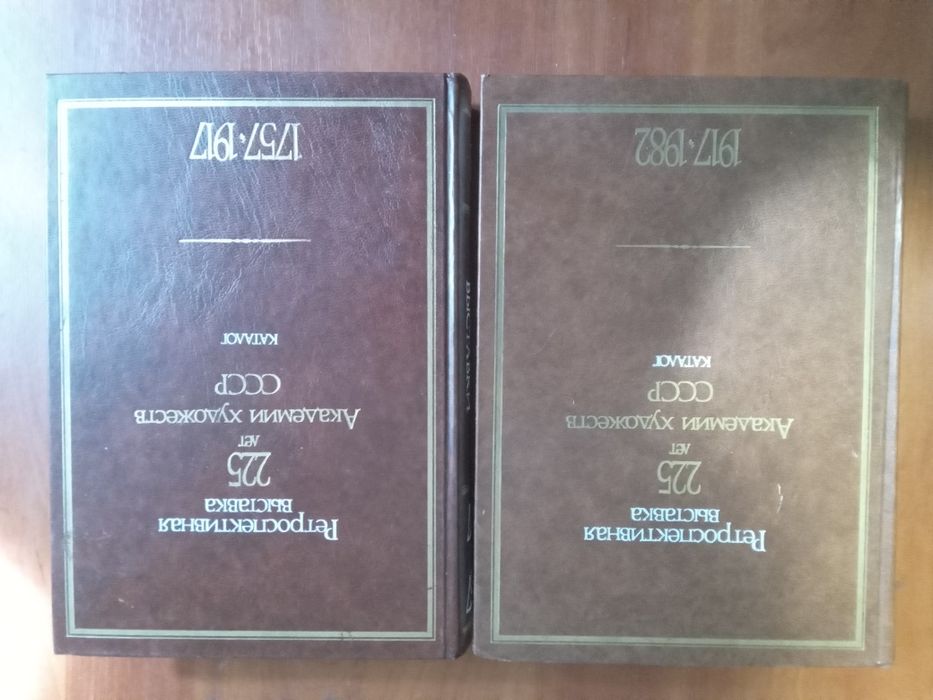 Ретроспективная
выставка
225
лет
Академии художеств
СССР
каталог
1917·1982
Ретроспективная
выставка
225
лет
Академии художеств
СССР
каталог
1757·1917